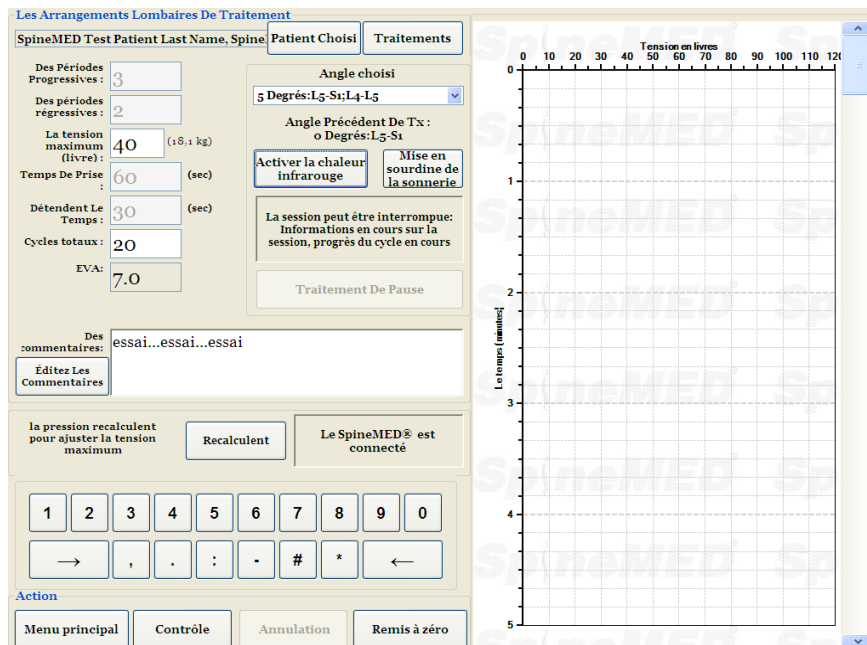 Les Arrangements Lombaires De Traitement
SpineMED Test Patient Last Name, Spine
Patient Choisi
Traitements
Des Périodes
Progressives :
3
Des périodes
régressives :
2
La tension
maximum
(livre) :
40
(18,1 kg)
Temps De Prise
:
60
(sec)
Détendent Le
Temps :
30
(sec)
Cycles totaux :
20
EVA:
7.0
Angle choisi
5 Degrés:L5-S1;L4-L5
Angle Précédent De Tx :
0 Degrés:L5-S1
Activer la chaleur
infrarouge
Mise en
sourdine de
la sonnerie
La session peut être interrompue:
Informations en cours sur la
session, progrès du cycle en cours
Traitement De Pause
Des
commentaires:
essai...essai...essai
Éditez Les
Commentaires
la pression recalculent
pour ajuster la tension
maximum
Recalculent
Le SpineMED® est
connecté
1 2 3 4 5 6 7 8 9 0
→ , . : - # * ←
Action
Menu principal
Contrôle
Annulation
Remis à zéro
Tension en livres
0 10 20 30 40 50 60 70 80 90 100 110 120
Le temps (minutes)
0
1
2
3
4
5
SpineMED
SpineMED
SpineMED
SpineMED
SpineMED
SpineMED